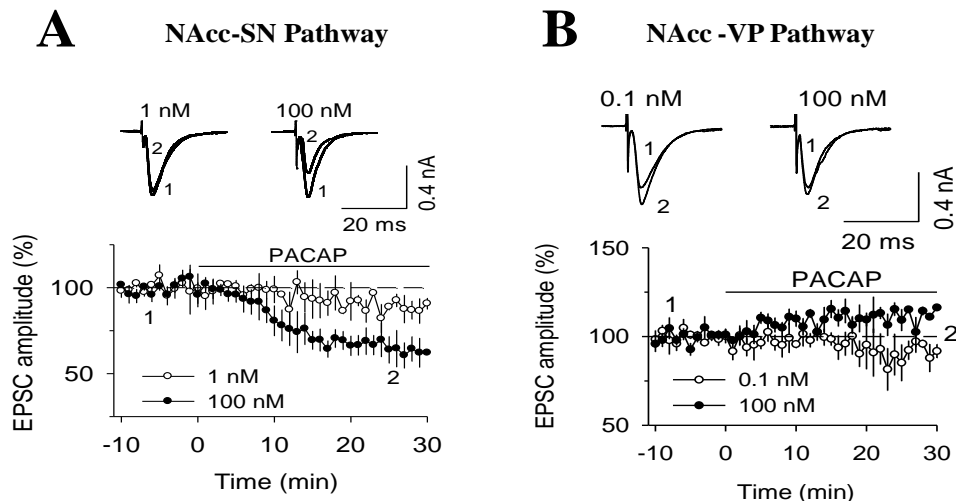 A
NAcc-SN Pathway
1 nM
100 nM
2
1
2
1
0.4 nA
20 ms
EPSC amplitude (%)
100
50
PACAP
1
2
1 nM
100 nM
-10
0
10
20
30
Time (min)
B
NAcc -VP Pathway
0.1 nM
100 nM
1
2
1
2
0.4 nA
20 ms
EPSC amplitude (%)
150
100
50
PACAP
1
2
0.1 nM
100 nM
-10
0
10
20
30
Time (min)